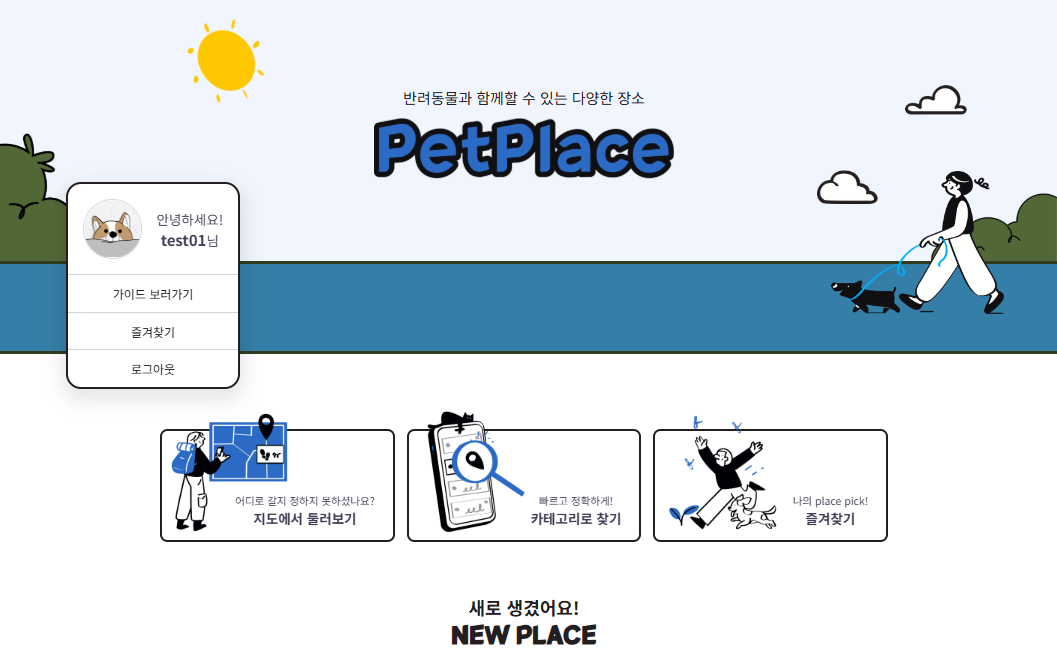 반려동물과 함께할 수 있는 다양한 장소
PetPlace
안녕하세요!
test01님
가이드 보러가기
즐겨찾기
로그아웃
어디로 갈지 정하지 못하셨나요?
지도에서 둘러보기
빠르고 정확하게!
카테고리로 찾기
나의 place pick!
즐겨찾기
새로 생겼어요!
NEW PLACE